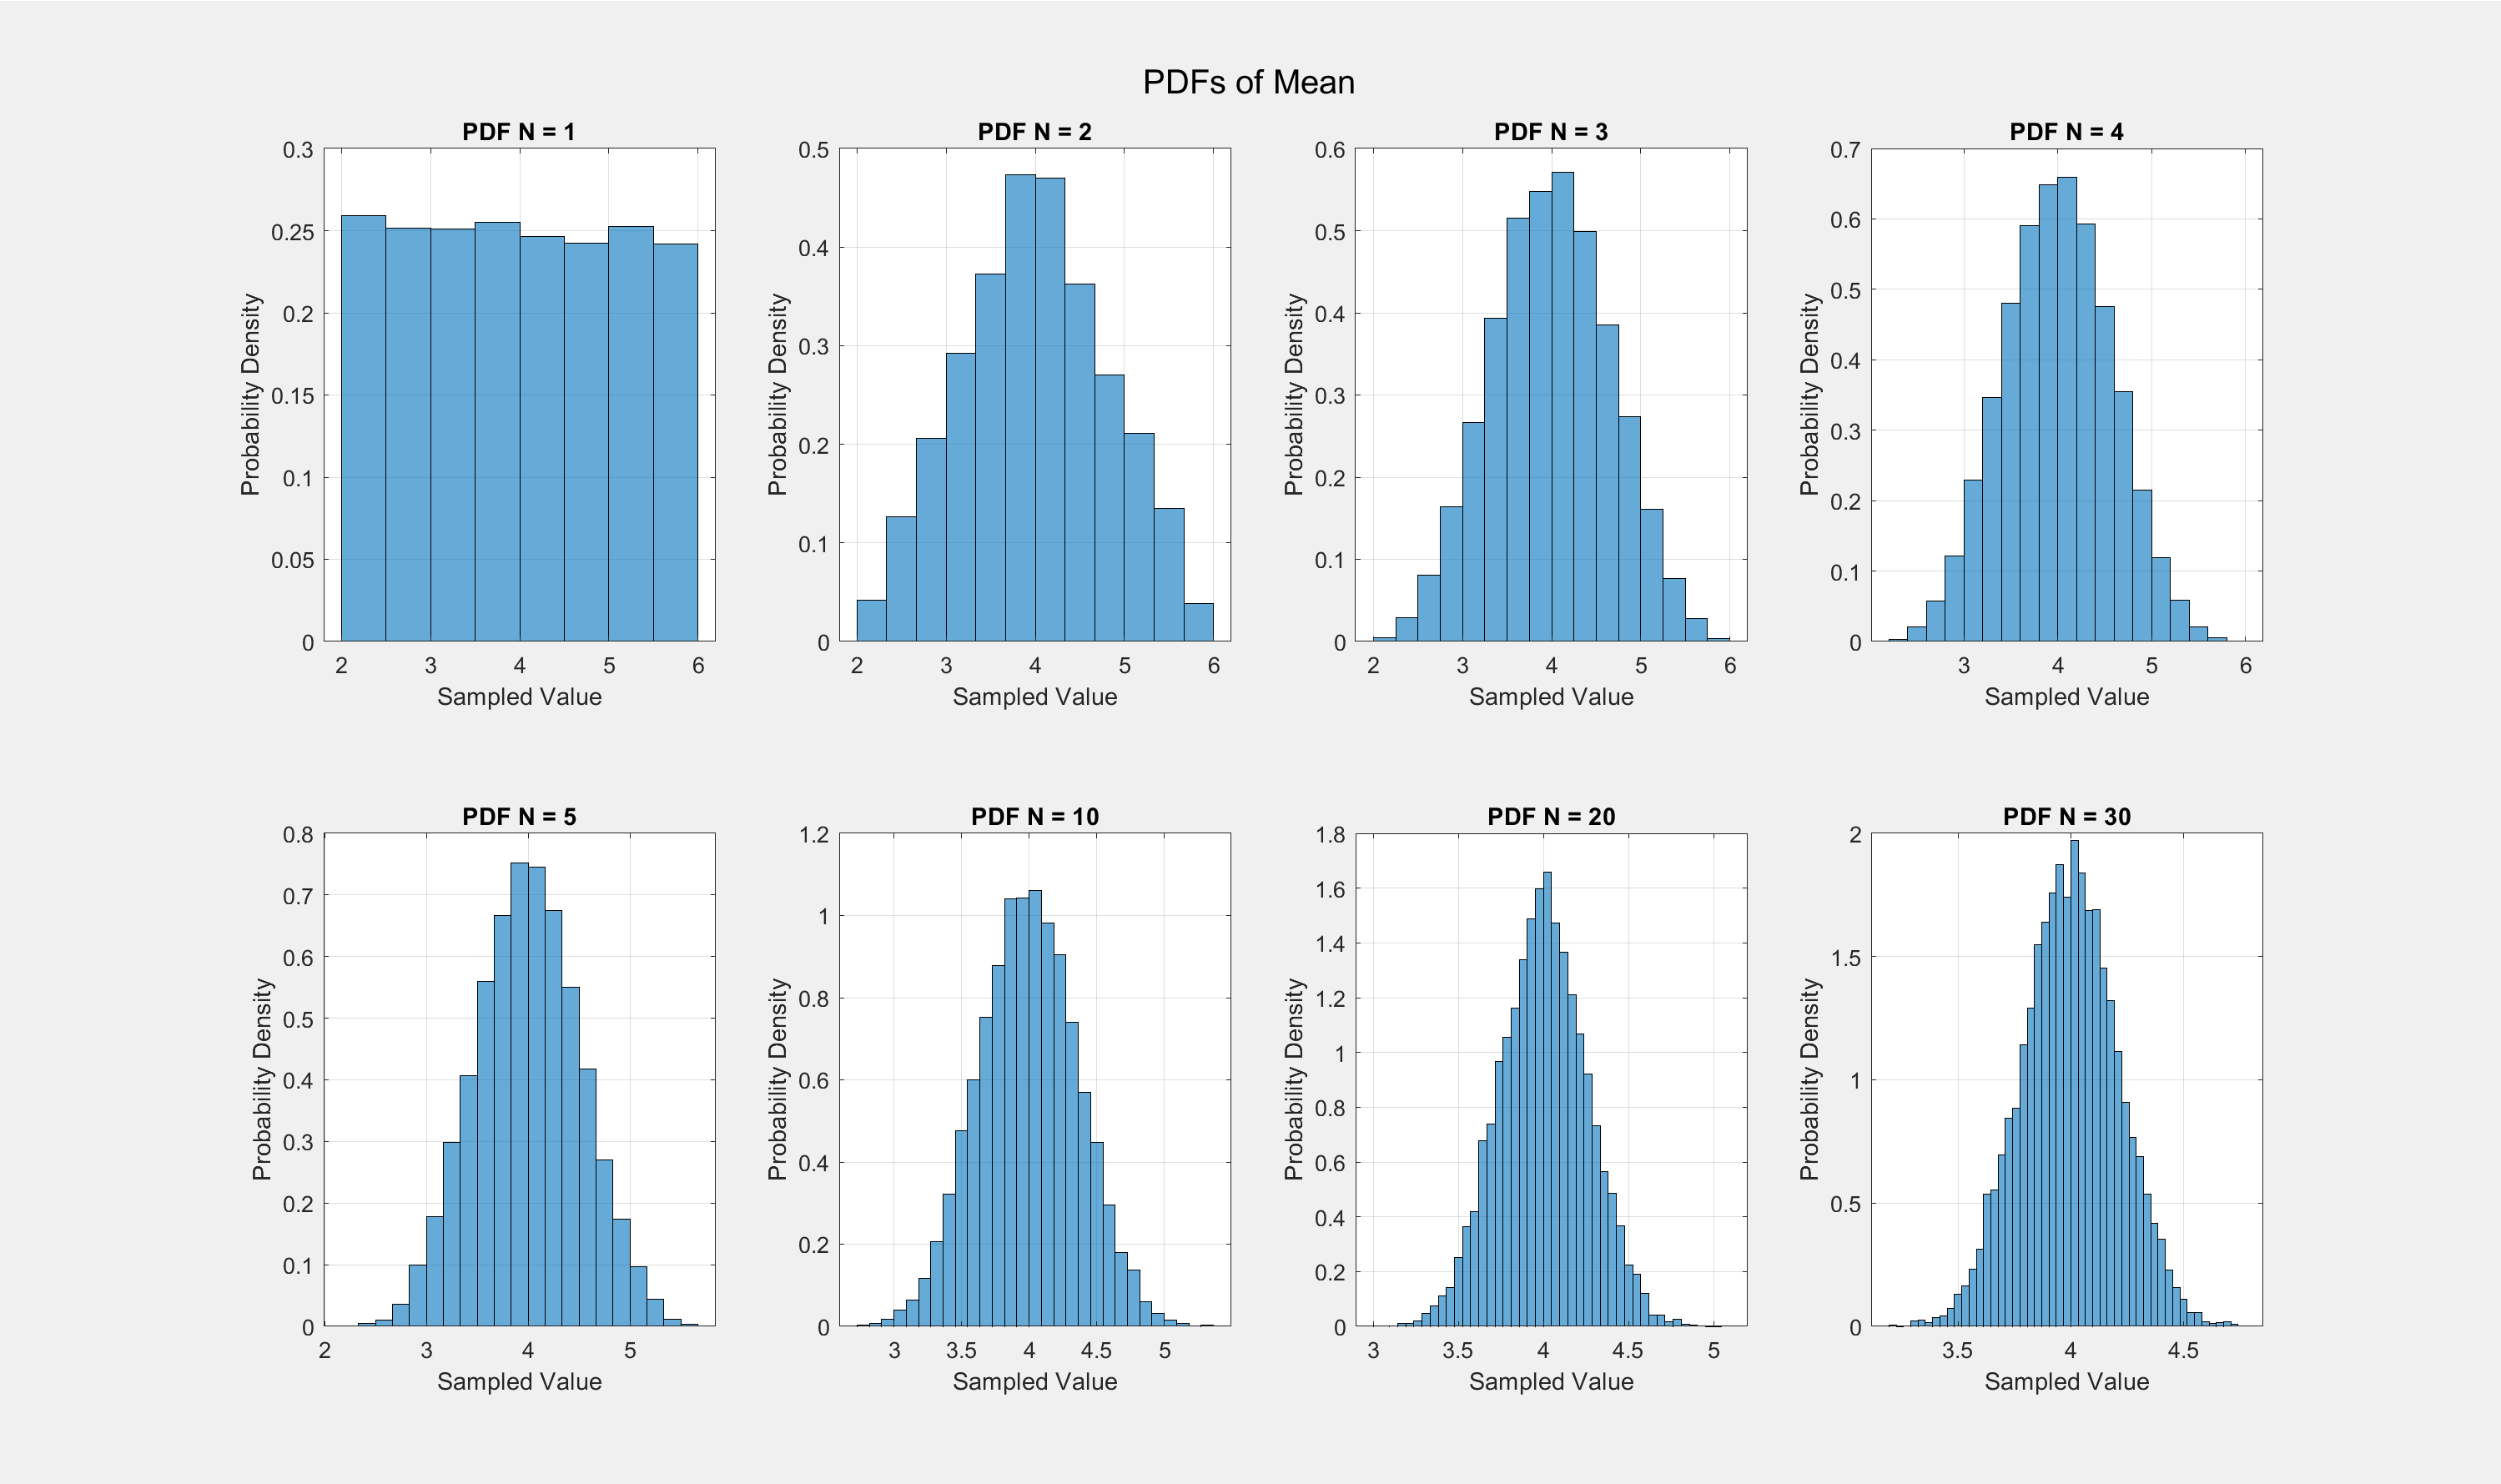 PDFs of Mean
PDF N = 1
Probability Density
0.3
0.25
0.2
0.15
0.1
0.05
0
2 3 4 5 6
Sampled Value
PDF N = 2
Probability Density
0.5
0.4
0.3
0.2
0.1
0
2 3 4 5 6
Sampled Value
PDF N = 3
Probability Density
0.6
0.5
0.4
0.3
0.2
0.1
0
2 3 4 5 6
Sampled Value
PDF N = 4
Probability Density
0.7
0.6
0.5
0.4
0.3
0.2
0.1
0
3 4 5 6
Sampled Value
PDF N = 5
Probability Density
0.8
0.7
0.6
0.5
0.4
0.3
0.2
0.1
0
2 3 4 5
Sampled Value
PDF N = 10
Probability Density
1.2
1
0.8
0.6
0.4
0.2
0
3 3.5 4 4.5 5
Sampled Value
PDF N = 20
Probability Density
1.8
1.6
1.4
1.2
1
0.8
0.6
0.4
0.2
0
3 3.5 4 4.5 5
Sampled Value
PDF N = 30
Probability Density
2
1.5
1
0.5
0
3.5 4 4.5
Sampled Value